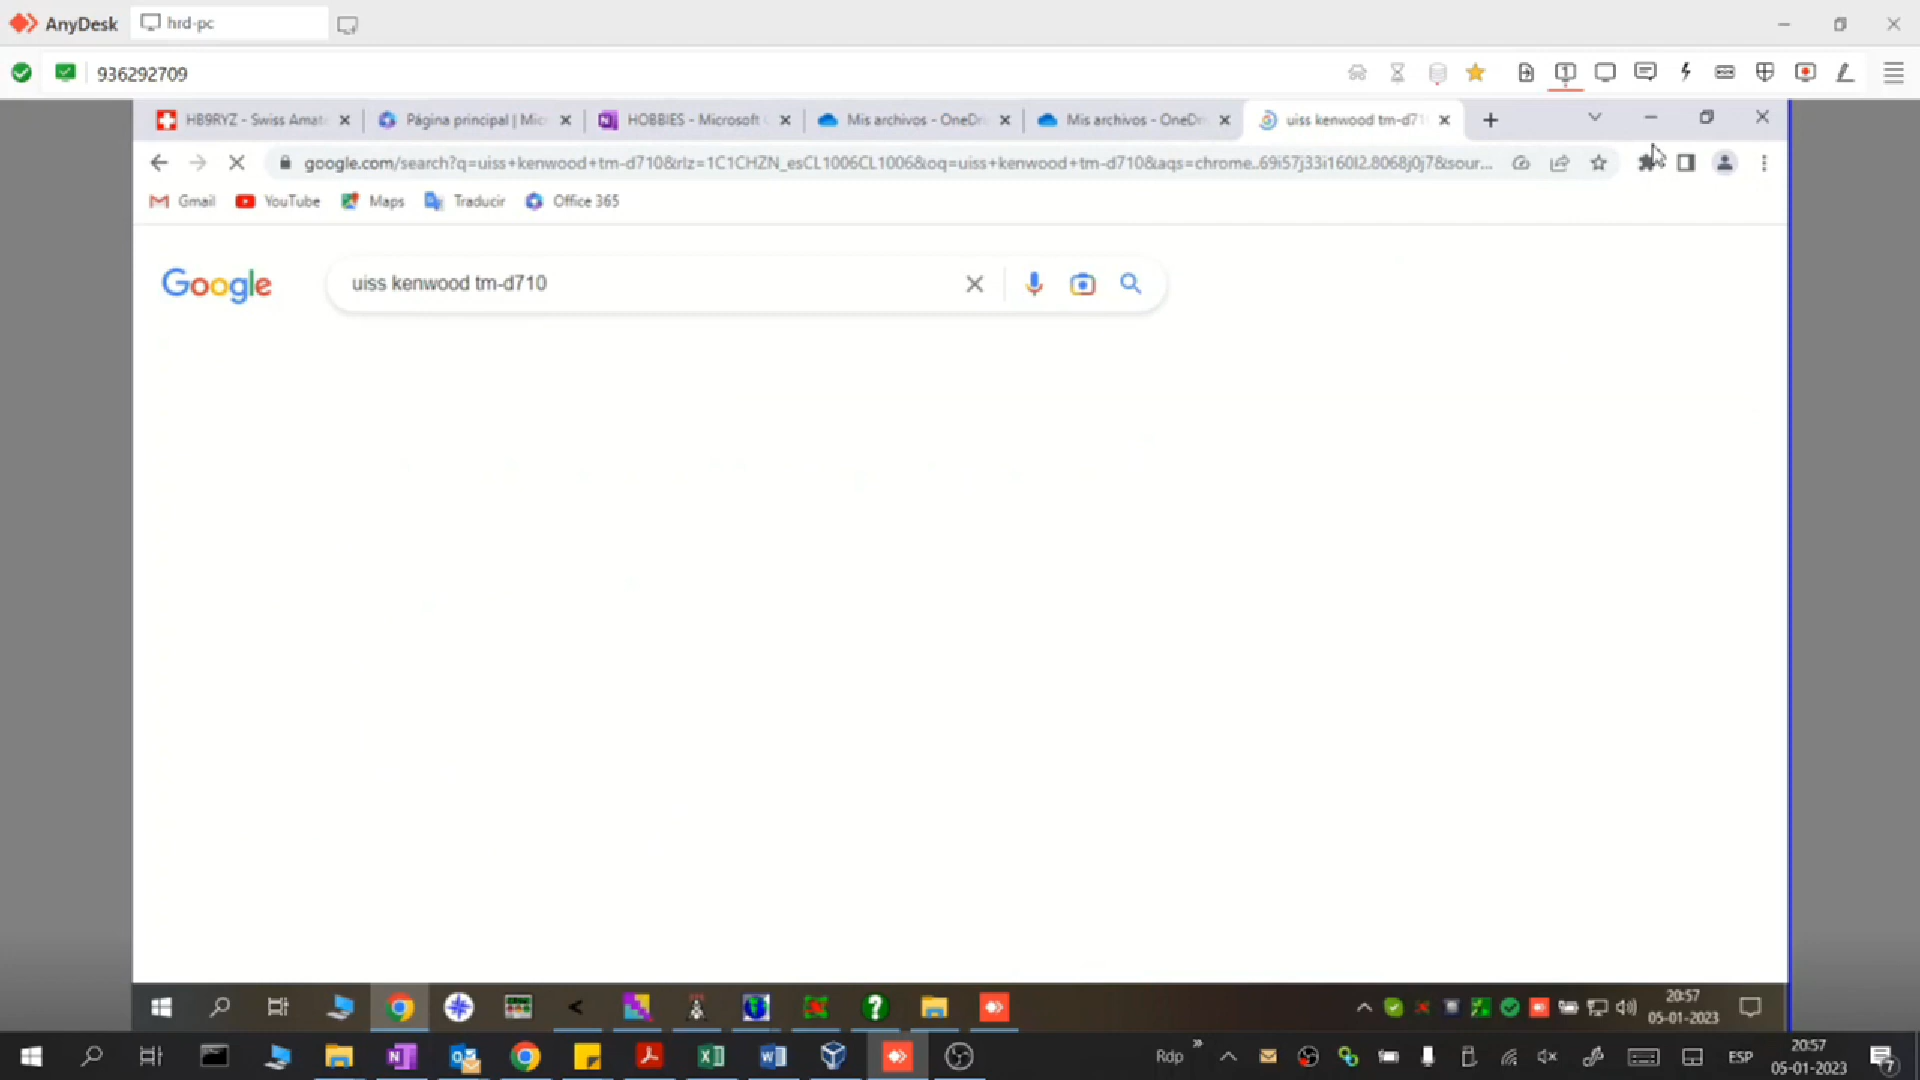 AnyDesk hrd-pc
936292709
HB9RYZ - Swiss Amat Página principal | Mic HOBBIES - Microsoft Mis archivos - OneDr Mis archivos - OneDr uiss kenwood tm-d71
google.com/search?q=uiss+kenwood+tm-d710&rlz=1C1CHZN_esCL1006CL1006&oq=uiss+kenwood+tm-d710&aqs=chrome..69i57j33i160l2.8068j0j7&sour...
Gmail YouTube Maps Traducir Office 365
Google uiss kenwood tm-d710
20:57
05-01-2023
Rdp ESP 20:57
05-01-2023 7